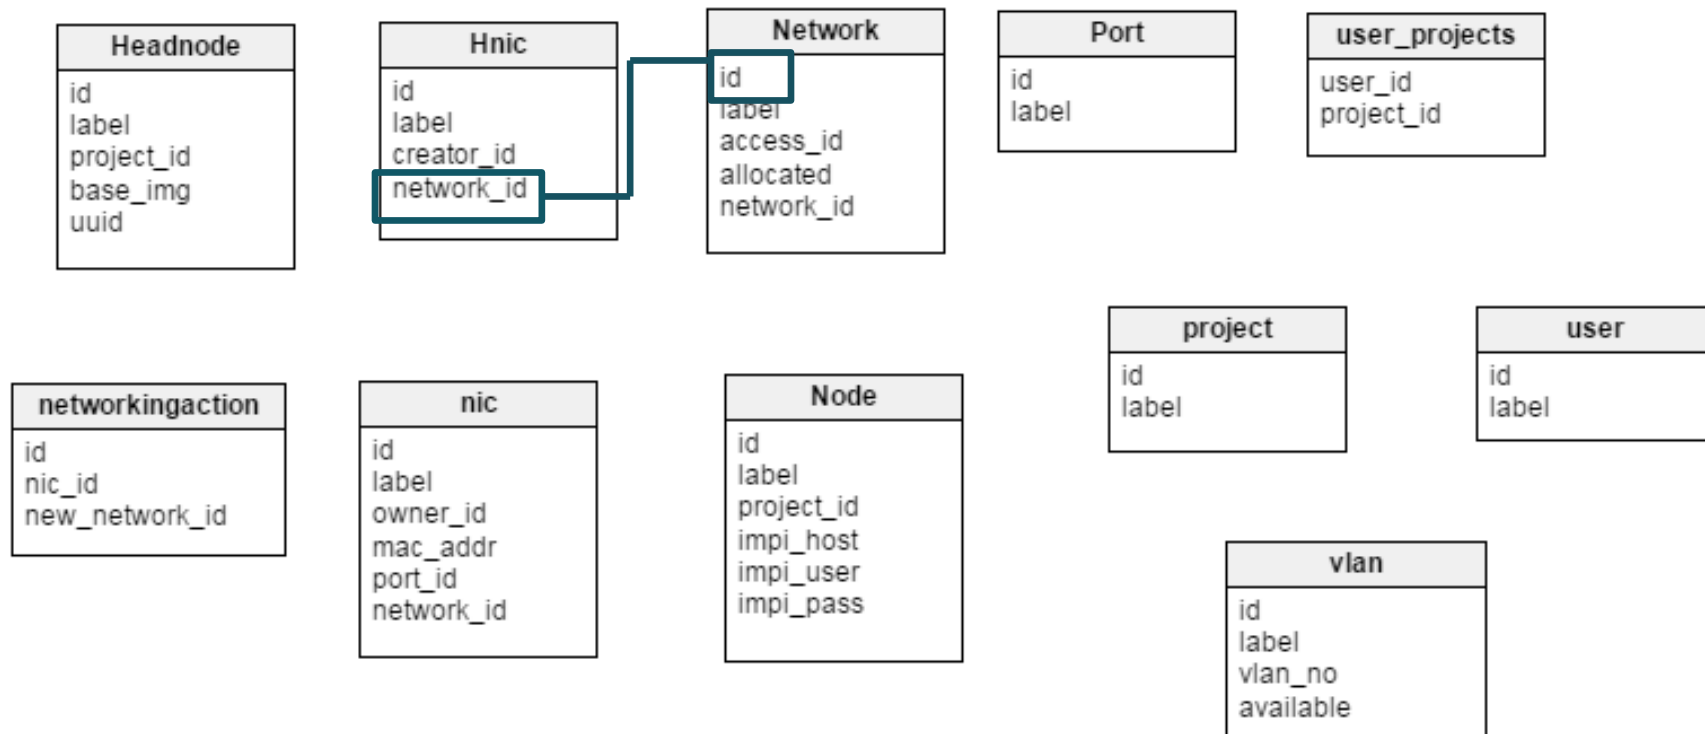 Headnode
id
label
project_id
base_img
uuid
Hnic
id
label
creator_id
network_id
Network
id
label
access_id
allocated
network_id
Port
id
label
user_projects
user_id
project_id
networkingaction
id
nic_id
new_network_id
nic
id
label
owner_id
mac_addr
port_id
network_id
Node
id
label
project_id
impi_host
impi_user
impi_pass
project
id
label
user
id
label
vlan
id
label
vlan_no
available